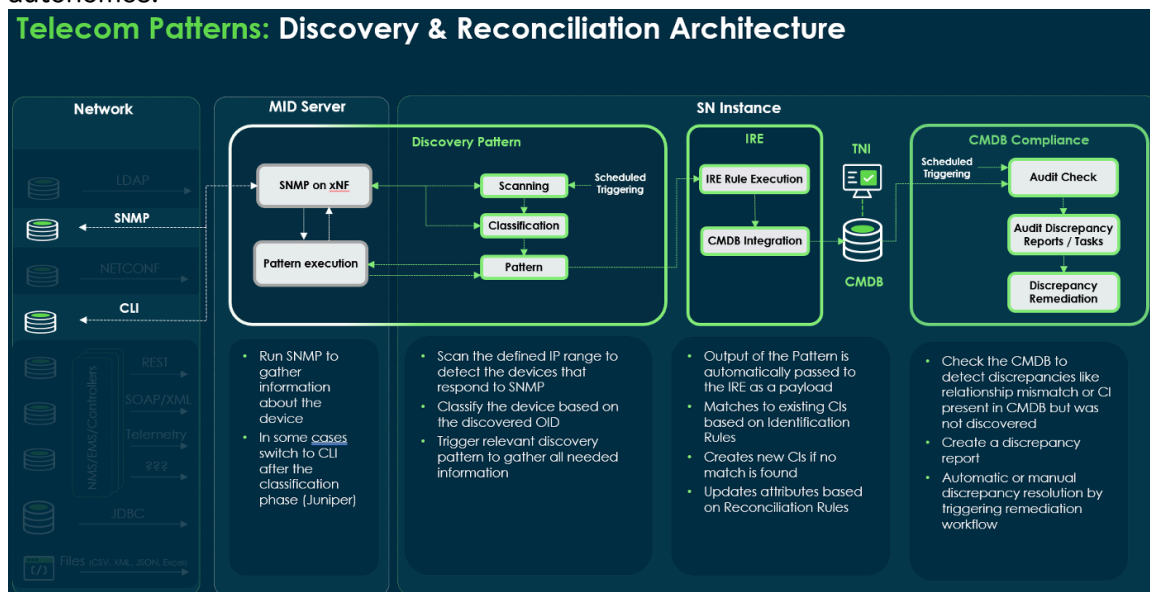 Telecom Patterns: Discovery & Reconciliation Architecture
Network
LDAP
SNMP
NETCONF
CLI
NMS/EMS/Controllers
REST
SOAP/XML
Telemetry
???
JDBC
Files (CSV, XML, JSON, Excel)
MID Server
SN Instance
Discovery Pattern
SNMP on xNF
Pattern execution
Scanning
Classification
Pattern
Scheduled
Triggering
IRE
IRE Rule Execution
CMDB Integration
TNI
CMDB
CMDB Compliance
Scheduled
Triggering
Audit Check
Audit Discrepancy
Reports / Tasks
Discrepancy
Remediation
• Run SNMP to
gather
information
about the
device
• In some cases
switch to CLI
after the
classification
phase (Juniper)
• Scan the defined IP range to
detect the devices that
respond to SNMP
• Classify the device based on
the discovered OID
• Trigger relevant discovery
pattern to gather all needed
information
• Output of the Pattern is
automatically passed to
the IRE as a payload
• Matches to existing CIs
based on Identification
Rules
• Creates new CIs if no
match is found
• Updates attributes based
on Reconciliation Rules
• Check the CMDB to
detect discrepancies like
relationship mismatch or CI
present in CMDB but was
not discovered
• Create a discrepancy
report
• Automatic or manual
discrepancy resolution by
triggering remediation
workflow